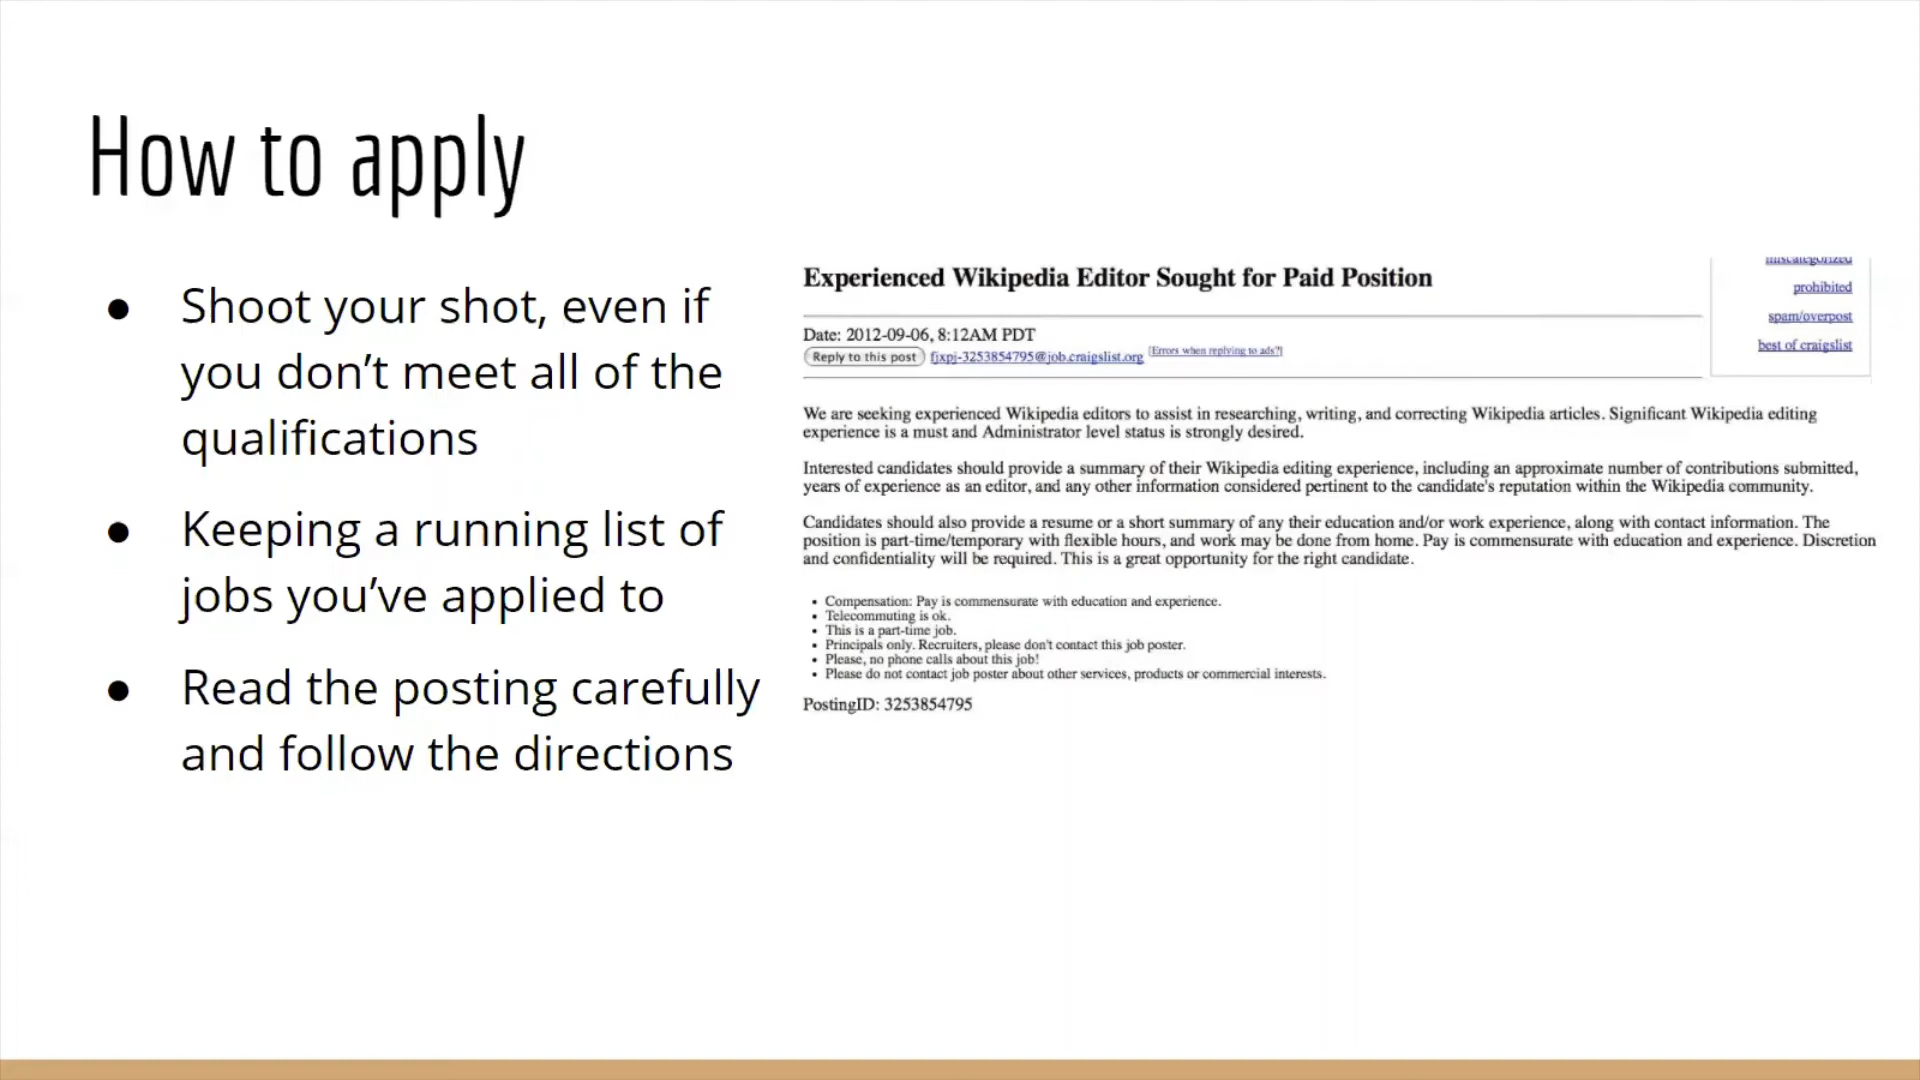 How to apply
● Shoot your shot, even if
you don’t meet all of the
qualifications
● Keeping a running list of
jobs you’ve applied to
● Read the posting carefully
and follow the directions
Experienced Wikipedia Editor Sought for Paid Position
Date: 2012-09-06, 8:12AM PDT
Reply to this post fjxpj-3253854795@job.craigslist.org [Errors when replying to ads?]
miscategorized
prohibited
spam/overpost
best of craigslist
We are seeking experienced Wikipedia editors to assist in researching, writing, and correcting Wikipedia articles. Significant Wikipedia editing
experience is a must and Administrator level status is strongly desired.
Interested candidates should provide a summary of their Wikipedia editing experience, including an approximate number of contributions submitted,
years of experience as an editor, and any other information considered pertinent to the candidate's reputation within the Wikipedia community.
Candidates should also provide a resume or a short summary of any their education and/or work experience, along with contact information. The
position is part-time/temporary with flexible hours, and work may be done from home. Pay is commensurate with education and experience. Discretion
and confidentiality will be required. This is a great opportunity for the right candidate.
• Compensation: Pay is commensurate with education and experience.
• Telecommuting is ok.
• This is a part-time job.
• Principals only. Recruiters, please don't contact this job poster.
• Please, no phone calls about this job!
• Please do not contact job poster about other services, products or commercial interests.
PostingID: 3253854795